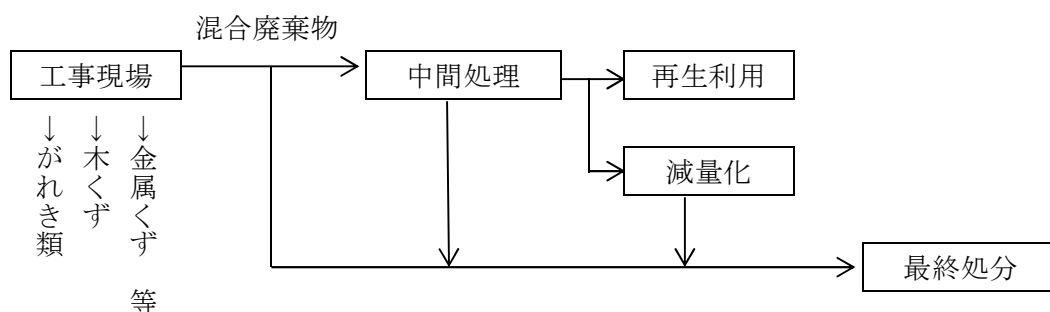 混合廃棄物
工事現場
中間処理
再生利用
減量化
最終処分
↓がれき類
↓木くず
↓金属くず 等